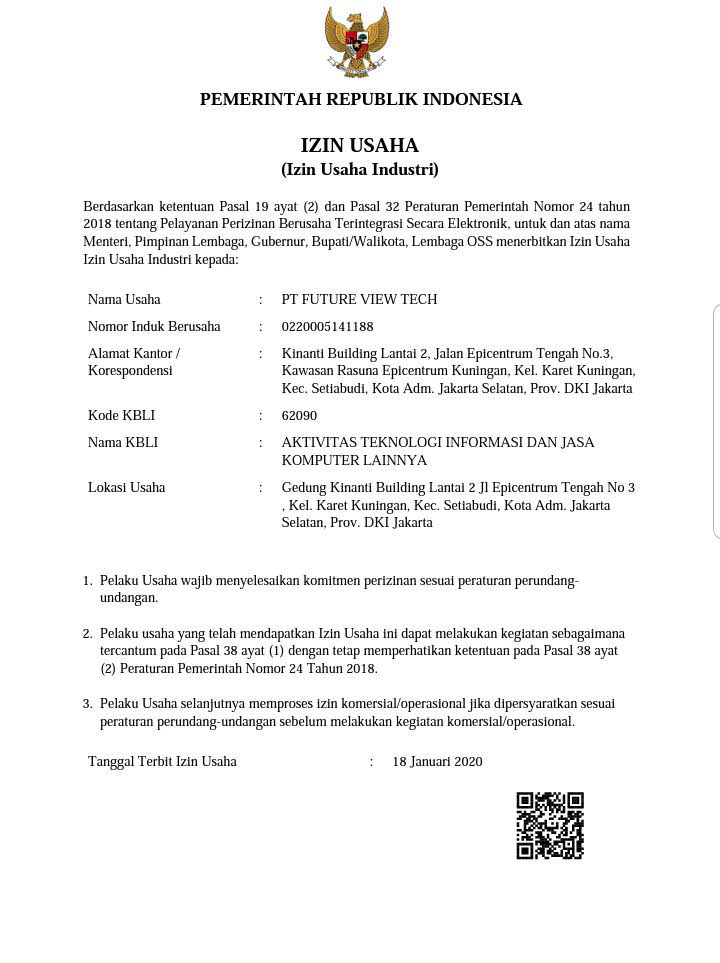 PEMERINTAH REPUBLIK INDONESIA
IZIN USAHA
(Izin Usaha Industri)
Berdasarkan ketentuan Pasal 19 ayat (2) dan Pasal 32 Peraturan Pemerintah Nomor 24 tahun
2018 tentang Pelayanan Perizinan Berusaha Terintegrasi Secara Elektronik, untuk dan atas nama
Menteri, Pimpinan Lembaga, Gubernur, Bupati/Walikota, Lembaga OSS menerbitkan Izin Usaha
Izin Usaha Industri kepada:
Nama Usaha : PT FUTURE VIEW TECH
Nomor Induk Berusaha : 0220005141188
Alamat Kantor / : Kinanti Building Lantai 2, Jalan Epicentrum Tengah No.3,
Korespondensi Kawasan Rasuna Epicentrum Kuningan, Kel. Karet Kuningan,
Kec. Setiabudi, Kota Adm. Jakarta Selatan, Prov. DKI Jakarta
Kode KBLI : 62090
Nama KBLI : AKTIVITAS TEKNOLOGI INFORMASI DAN JASA
KOMPUTER LAINNYA
Lokasi Usaha : Gedung Kinanti Building Lantai 2 Jl Epicentrum Tengah No 3
, Kel. Karet Kuningan, Kec. Setiabudi, Kota Adm. Jakarta
Selatan, Prov. DKI Jakarta
1. Pelaku Usaha wajib menyelesaikan komitmen perizinan sesuai peraturan perundang-
undangan.
2. Pelaku usaha yang telah mendapatkan Izin Usaha ini dapat melakukan kegiatan sebagaimana
tercantum pada Pasal 38 ayat (1) dengan tetap memperhatikan ketentuan pada Pasal 38 ayat
(2) Peraturan Pemerintah Nomor 24 Tahun 2018.
3. Pelaku Usaha selanjutnya memproses izin komersial/operasional jika dipersyaratkan sesuai
peraturan perundang-undangan sebelum melakukan kegiatan komersial/operasional.
Tanggal Terbit Izin Usaha : 18 Januari 2020